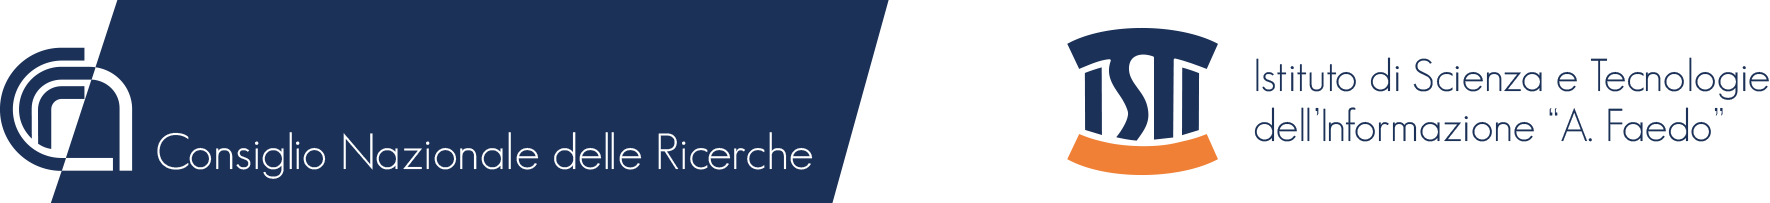 Consiglio Nazionale delle Ricerche
ISTI
Istituto di Scienza e Tecnologie
dell'Informazione “A. Faedo”